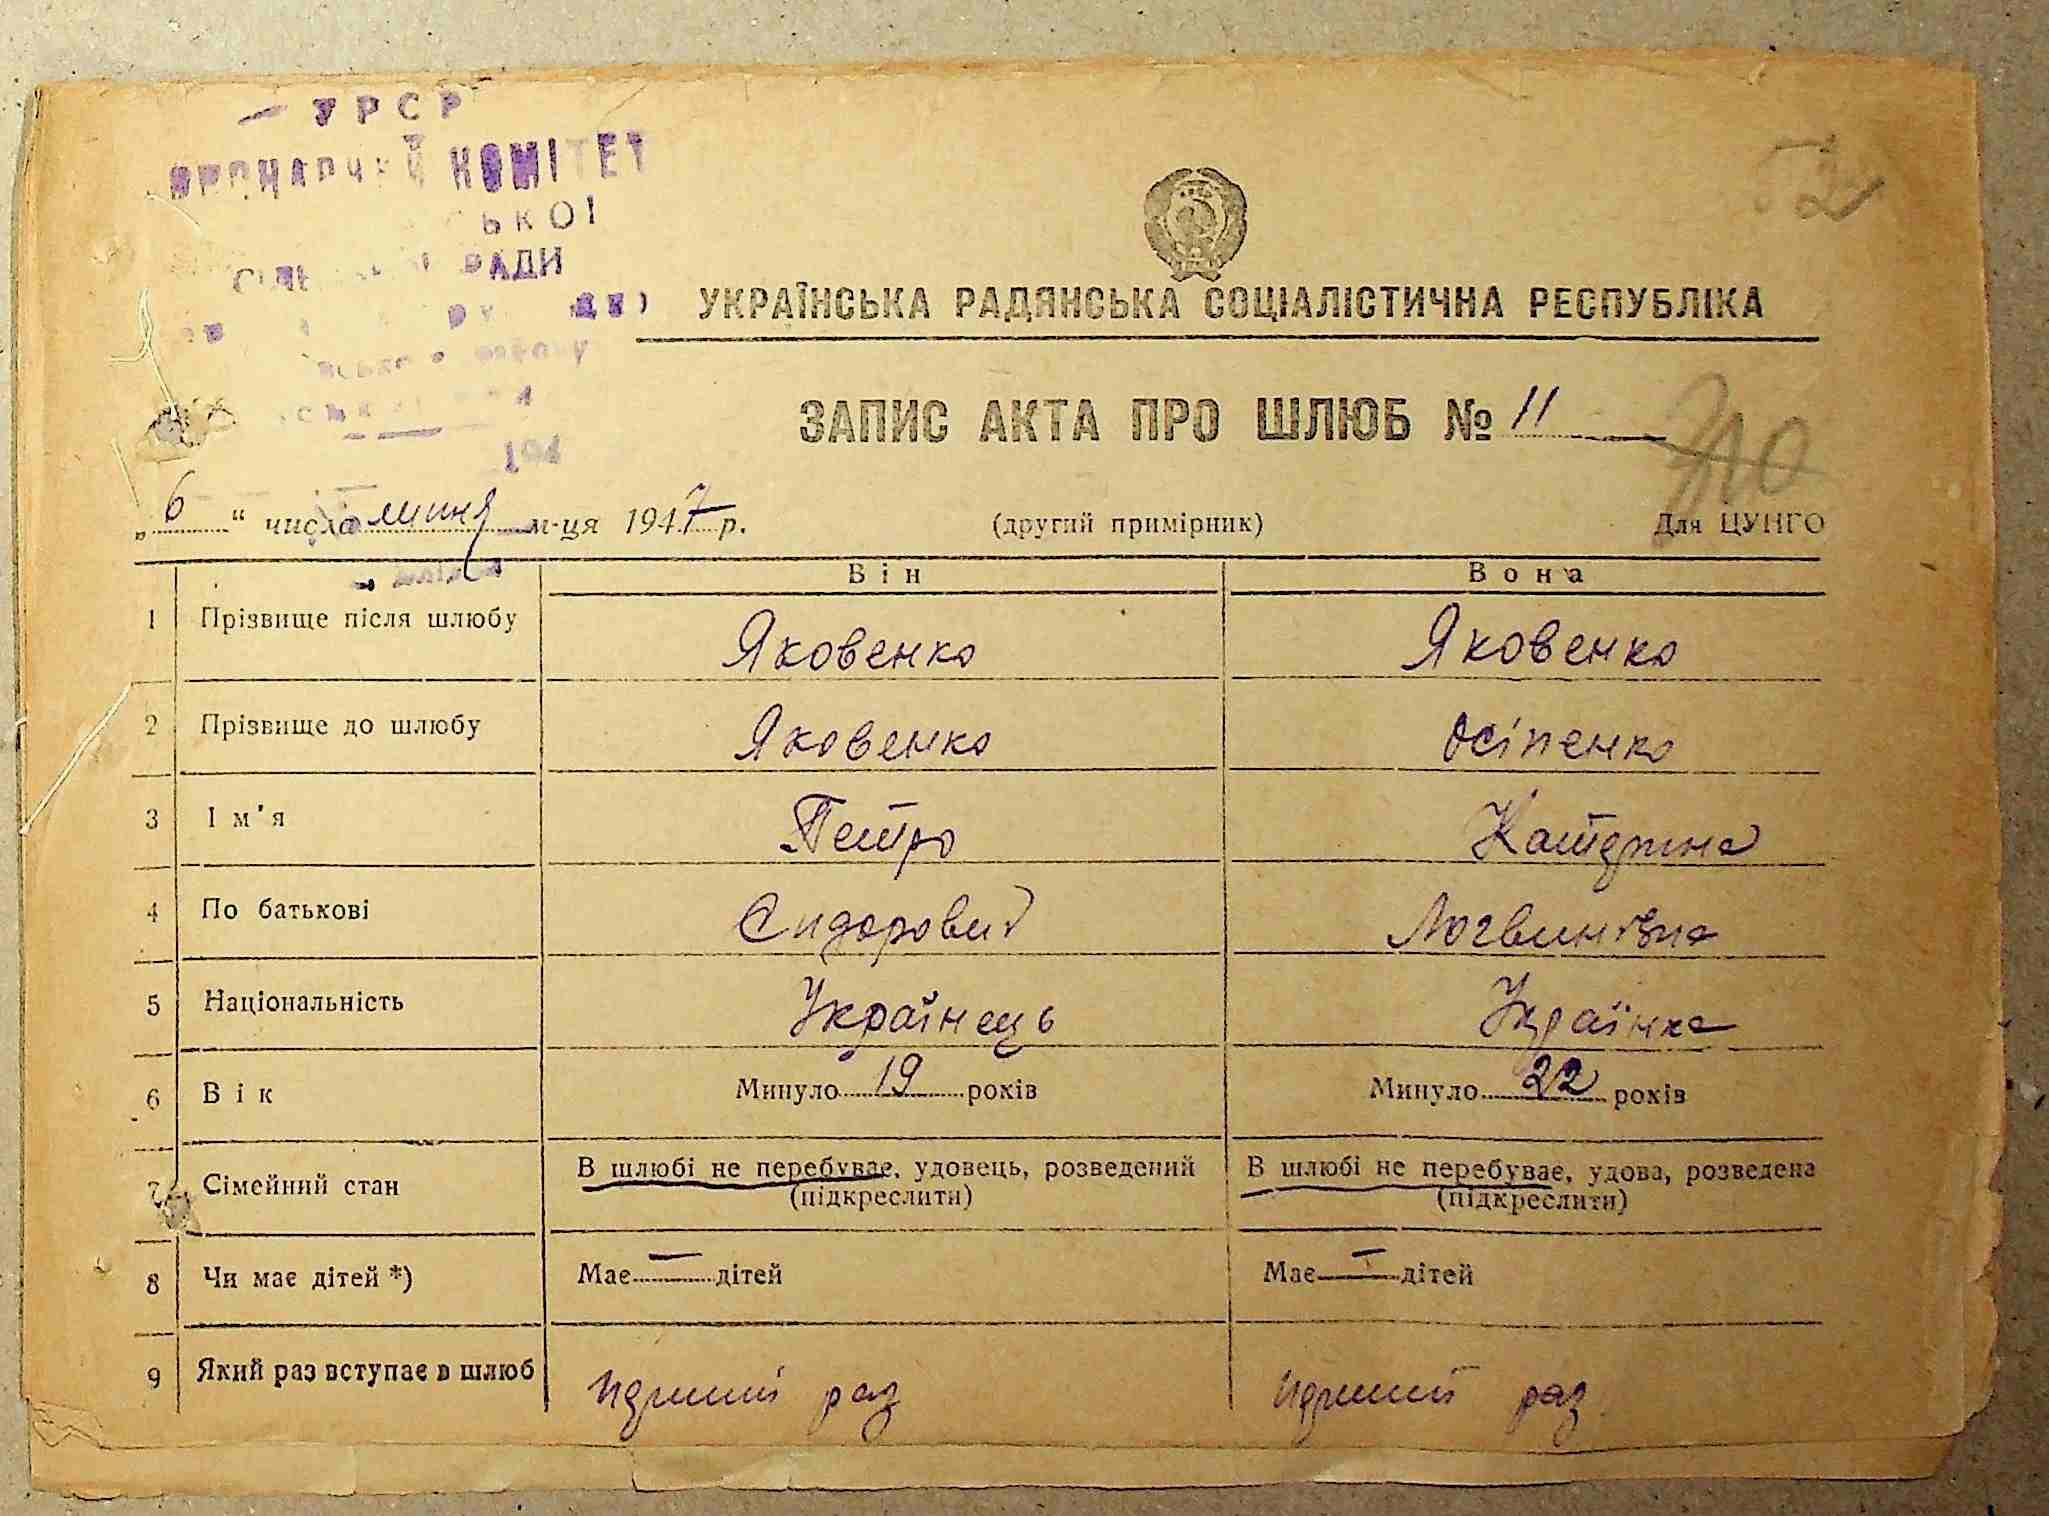 УРСР
КОМІТЕТ
РАДИ
194
52
УКРАЇНСЬКА РАДЯНСЬКА СОЦІАЛІСТИЧНА РЕСПУБЛІКА
ЗАПИС АКТА ПРО ШЛЮБ № 11
„6“ числа липня м-ця 1947 р. (другий примірник) Для ЦУНГО
Він Вона
1 Прізвище після шлюбу Яковенко Яковенко
2 Прізвище до шлюбу Яковенко Осіпенко
3 Ім'я Петро Катерина
4 По батькові Сидорович Логвинівна
5 Національність Українець Українка
6 Вік Минуло 19 років Минуло 22 років
7 Сімейний стан В шлюбі не перебуває, удовець, розведений В шлюбі не перебуває, удова, розведена
(підкреслити) (підкреслити)
8 Чи має дітей *) Має — дітей Має — дітей
9 Який раз вступає в шлюб перший раз перший раз